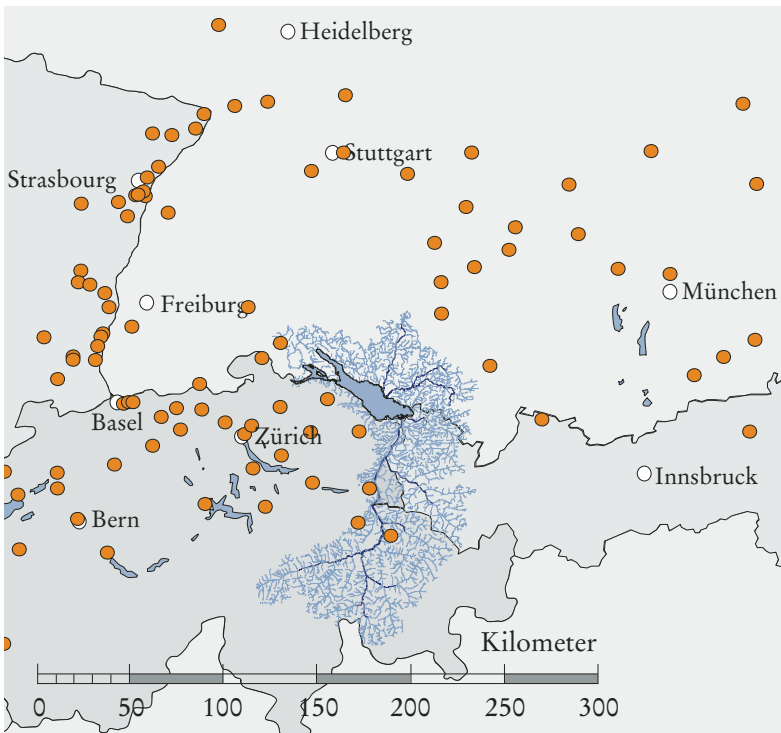 Heidelberg
Stuttgart
Strasbourg
Freiburg
München
Basel
Zürich
Innsbruck
Bern
Kilometer
0 50 100 150 200 250 300